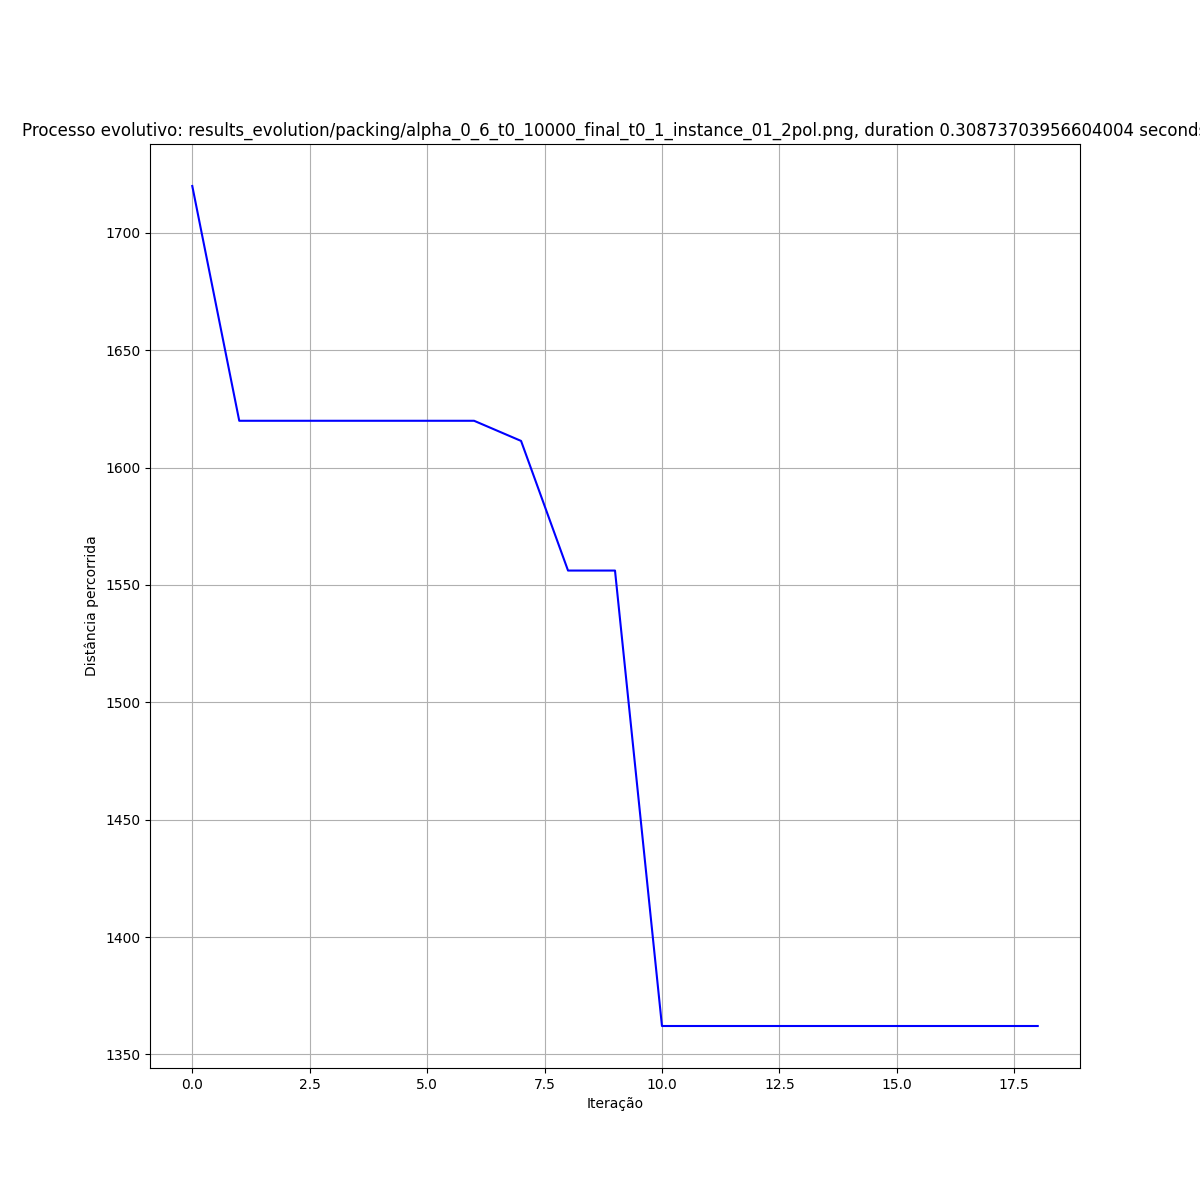 Processo evolutivo: results_evolution/packing/alpha_0_6_t0_10000_final_t0_1_instance_01_2pol.png, duration 0.30873703956604004 seconds
1700
1650
1600
1550
1500
1450
1400
1350
Distância percorrida
0.0 2.5 5.0 7.5 10.0 12.5 15.0 17.5
Iteração